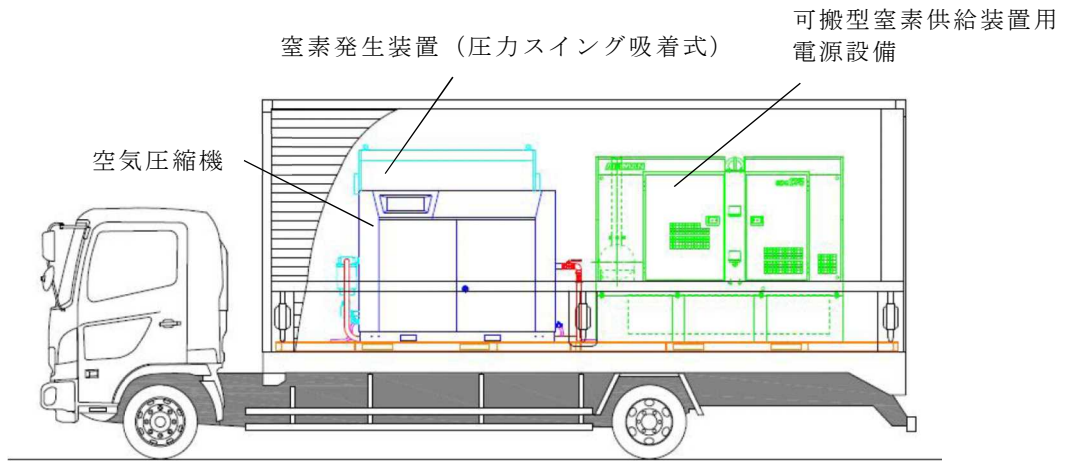 可搬型窒素供給装置用
電源設備
窒素発生装置（圧力スイング吸着式）
空気圧縮機